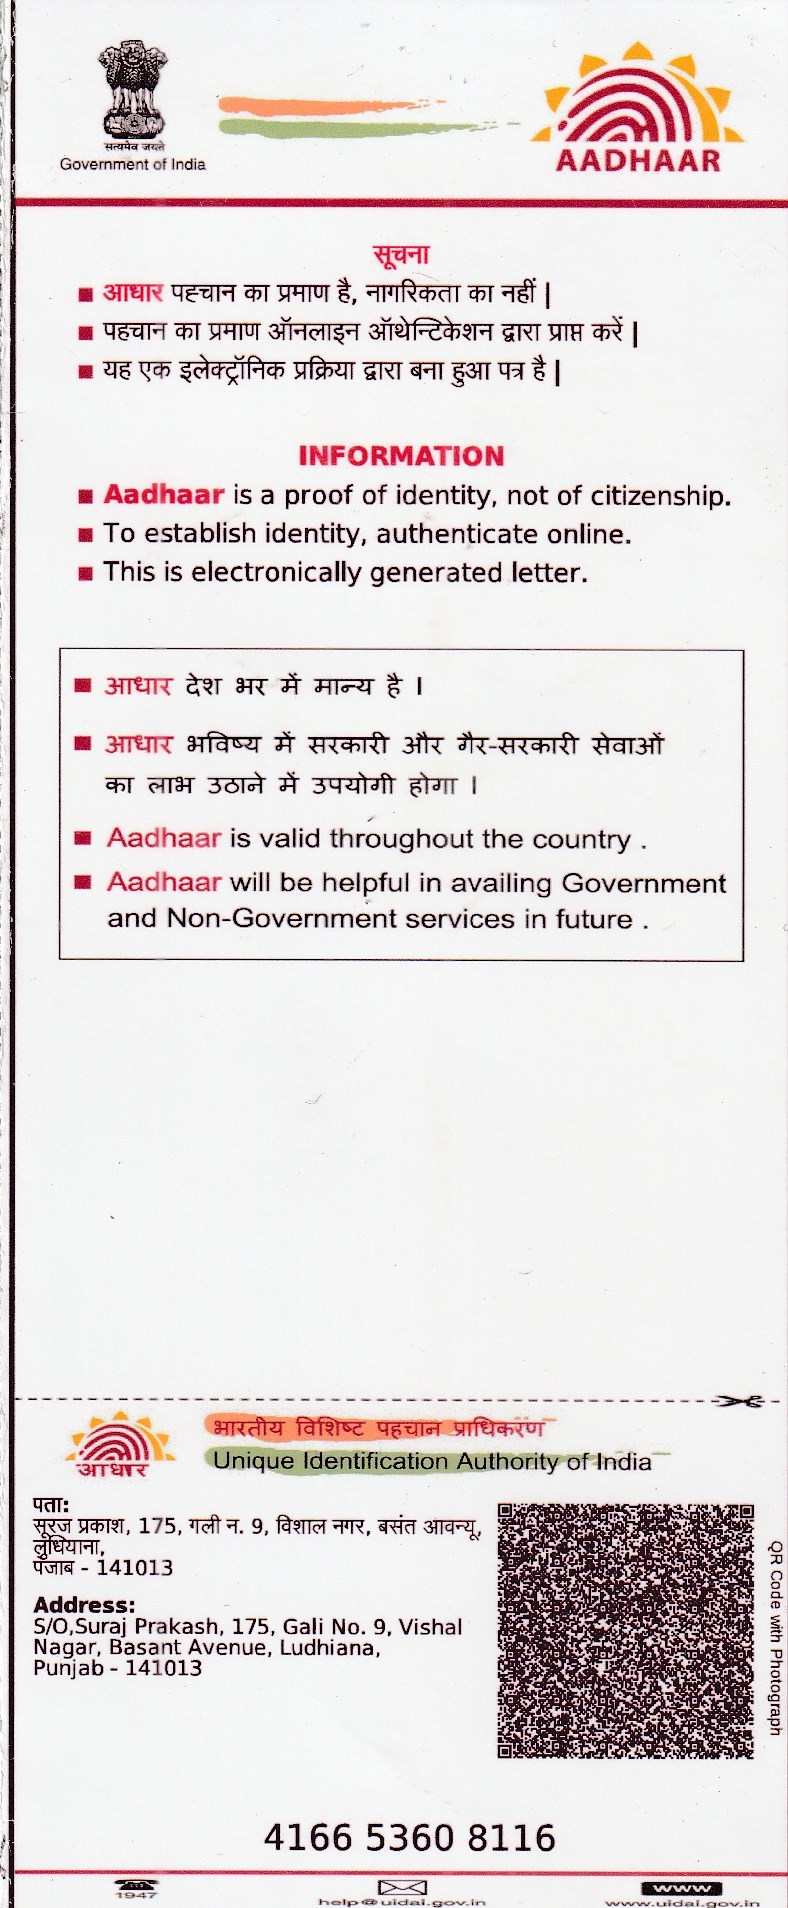 सत्यमेव जयते
Government of India
AADHAAR
सूचना
आधार पहचान का प्रमाण है, नागरिकता का नहीं |
पहचान का प्रमाण ऑनलाइन ऑथेन्टिकेशन द्वारा प्राप्त करें |
यह एक इलेक्ट्रॉनिक प्रक्रिया द्वारा बना हुआ पत्र है |
INFORMATION
Aadhaar is a proof of identity, not of citizenship.
To establish identity, authenticate online.
This is electronically generated letter.
आधार देश भर में मान्य है ।
आधार भविष्य में सरकारी और गैर-सरकारी सेवाओं
का लाभ उठाने में उपयोगी होगा ।
Aadhaar is valid throughout the country .
Aadhaar will be helpful in availing Government
and Non-Government services in future .
भारतीय विशिष्ट पहचान प्राधिकरण
Unique Identification Authority of India
आधार
पता:
सूरज प्रकाश, 175, गली न. 9, विशाल नगर, बसंत आवन्यू,
लुधियाना,
पंजाब - 141013
Address:
S/O,Suraj Prakash, 175, Gali No. 9, Vishal
Nagar, Basant Avenue, Ludhiana,
Punjab - 141013
QR Code with Photograph
4166 5360 8116
1947
help@uidai.gov.in
www
www.uidai.gov.in